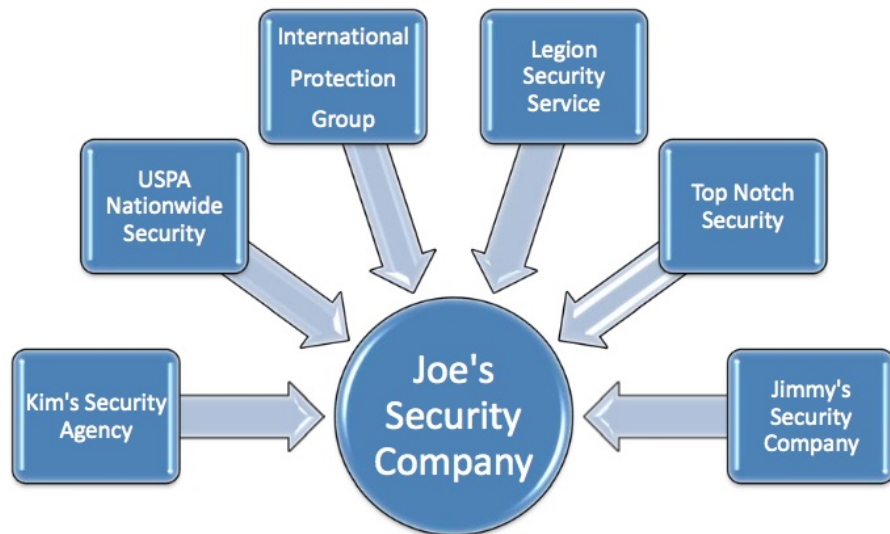 International
Protection
Group
Legion
Security
Service
USPA
Nationwide
Security
Top Notch
Security
Kim's Security
Agency
Joe's
Security
Company
Jimmy's
Security
Company